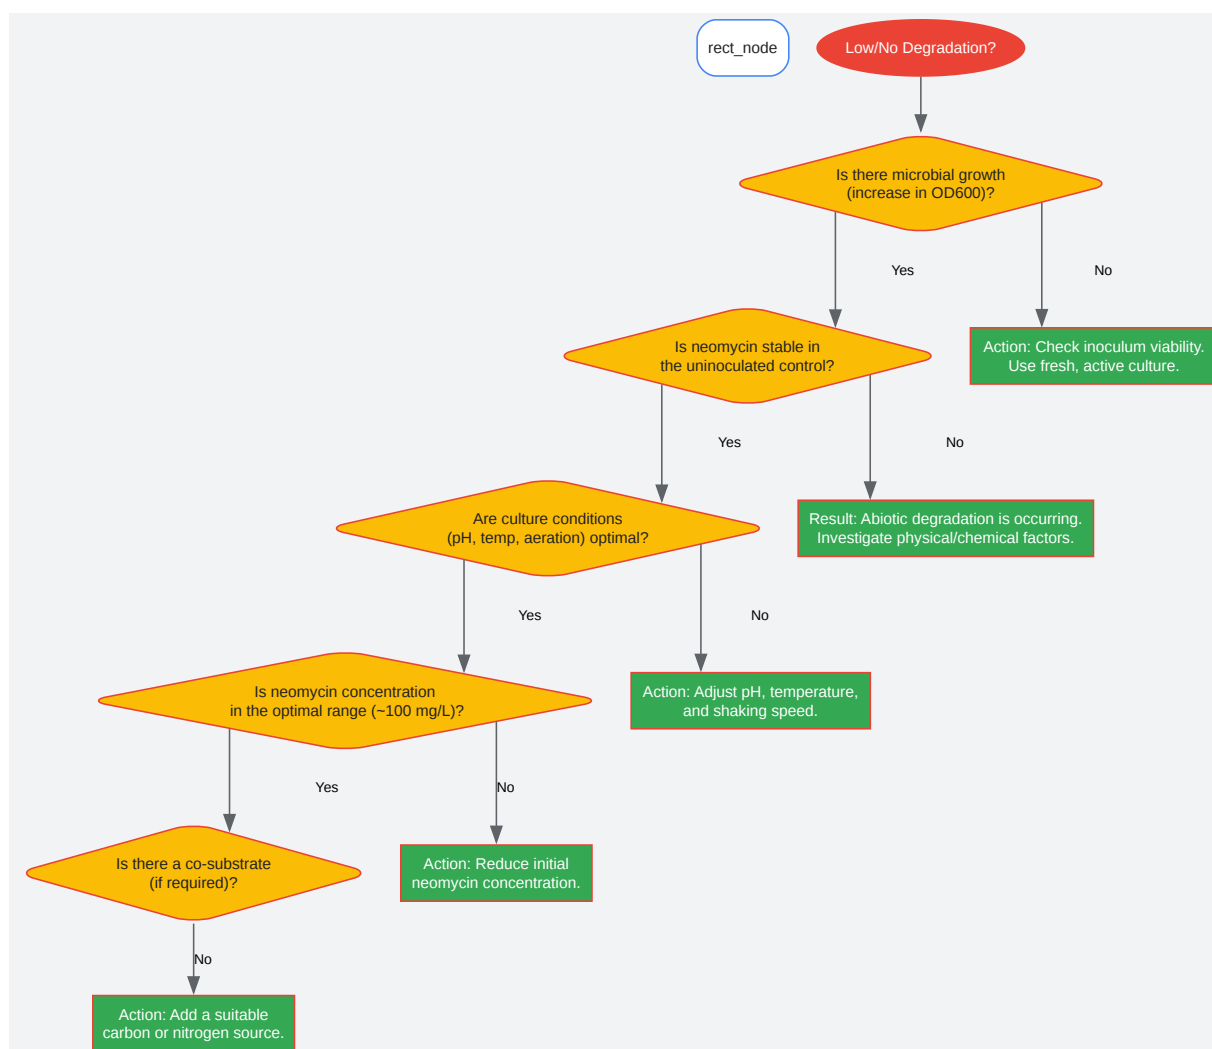 rect_node
Low/No Degradation?
Is there microbial growth
(increase in OD600)?
Yes
No
Is neomycin stable in
the uninoculated control?
Action: Check inoculum viability.
Use fresh, active culture.
Yes
No
Are culture conditions
(pH, temp, aeration) optimal?
Result: Abiotic degradation is occurring.
Investigate physical/chemical factors.
Yes
No
Is neomycin concentration
in the optimal range (~100 mg/L)?
Action: Adjust pH, temperature,
and shaking speed.
Yes
No
Is there a co-substrate
(if required)?
Action: Reduce initial
neomycin concentration.
No
Action: Add a suitable
carbon or nitrogen source.